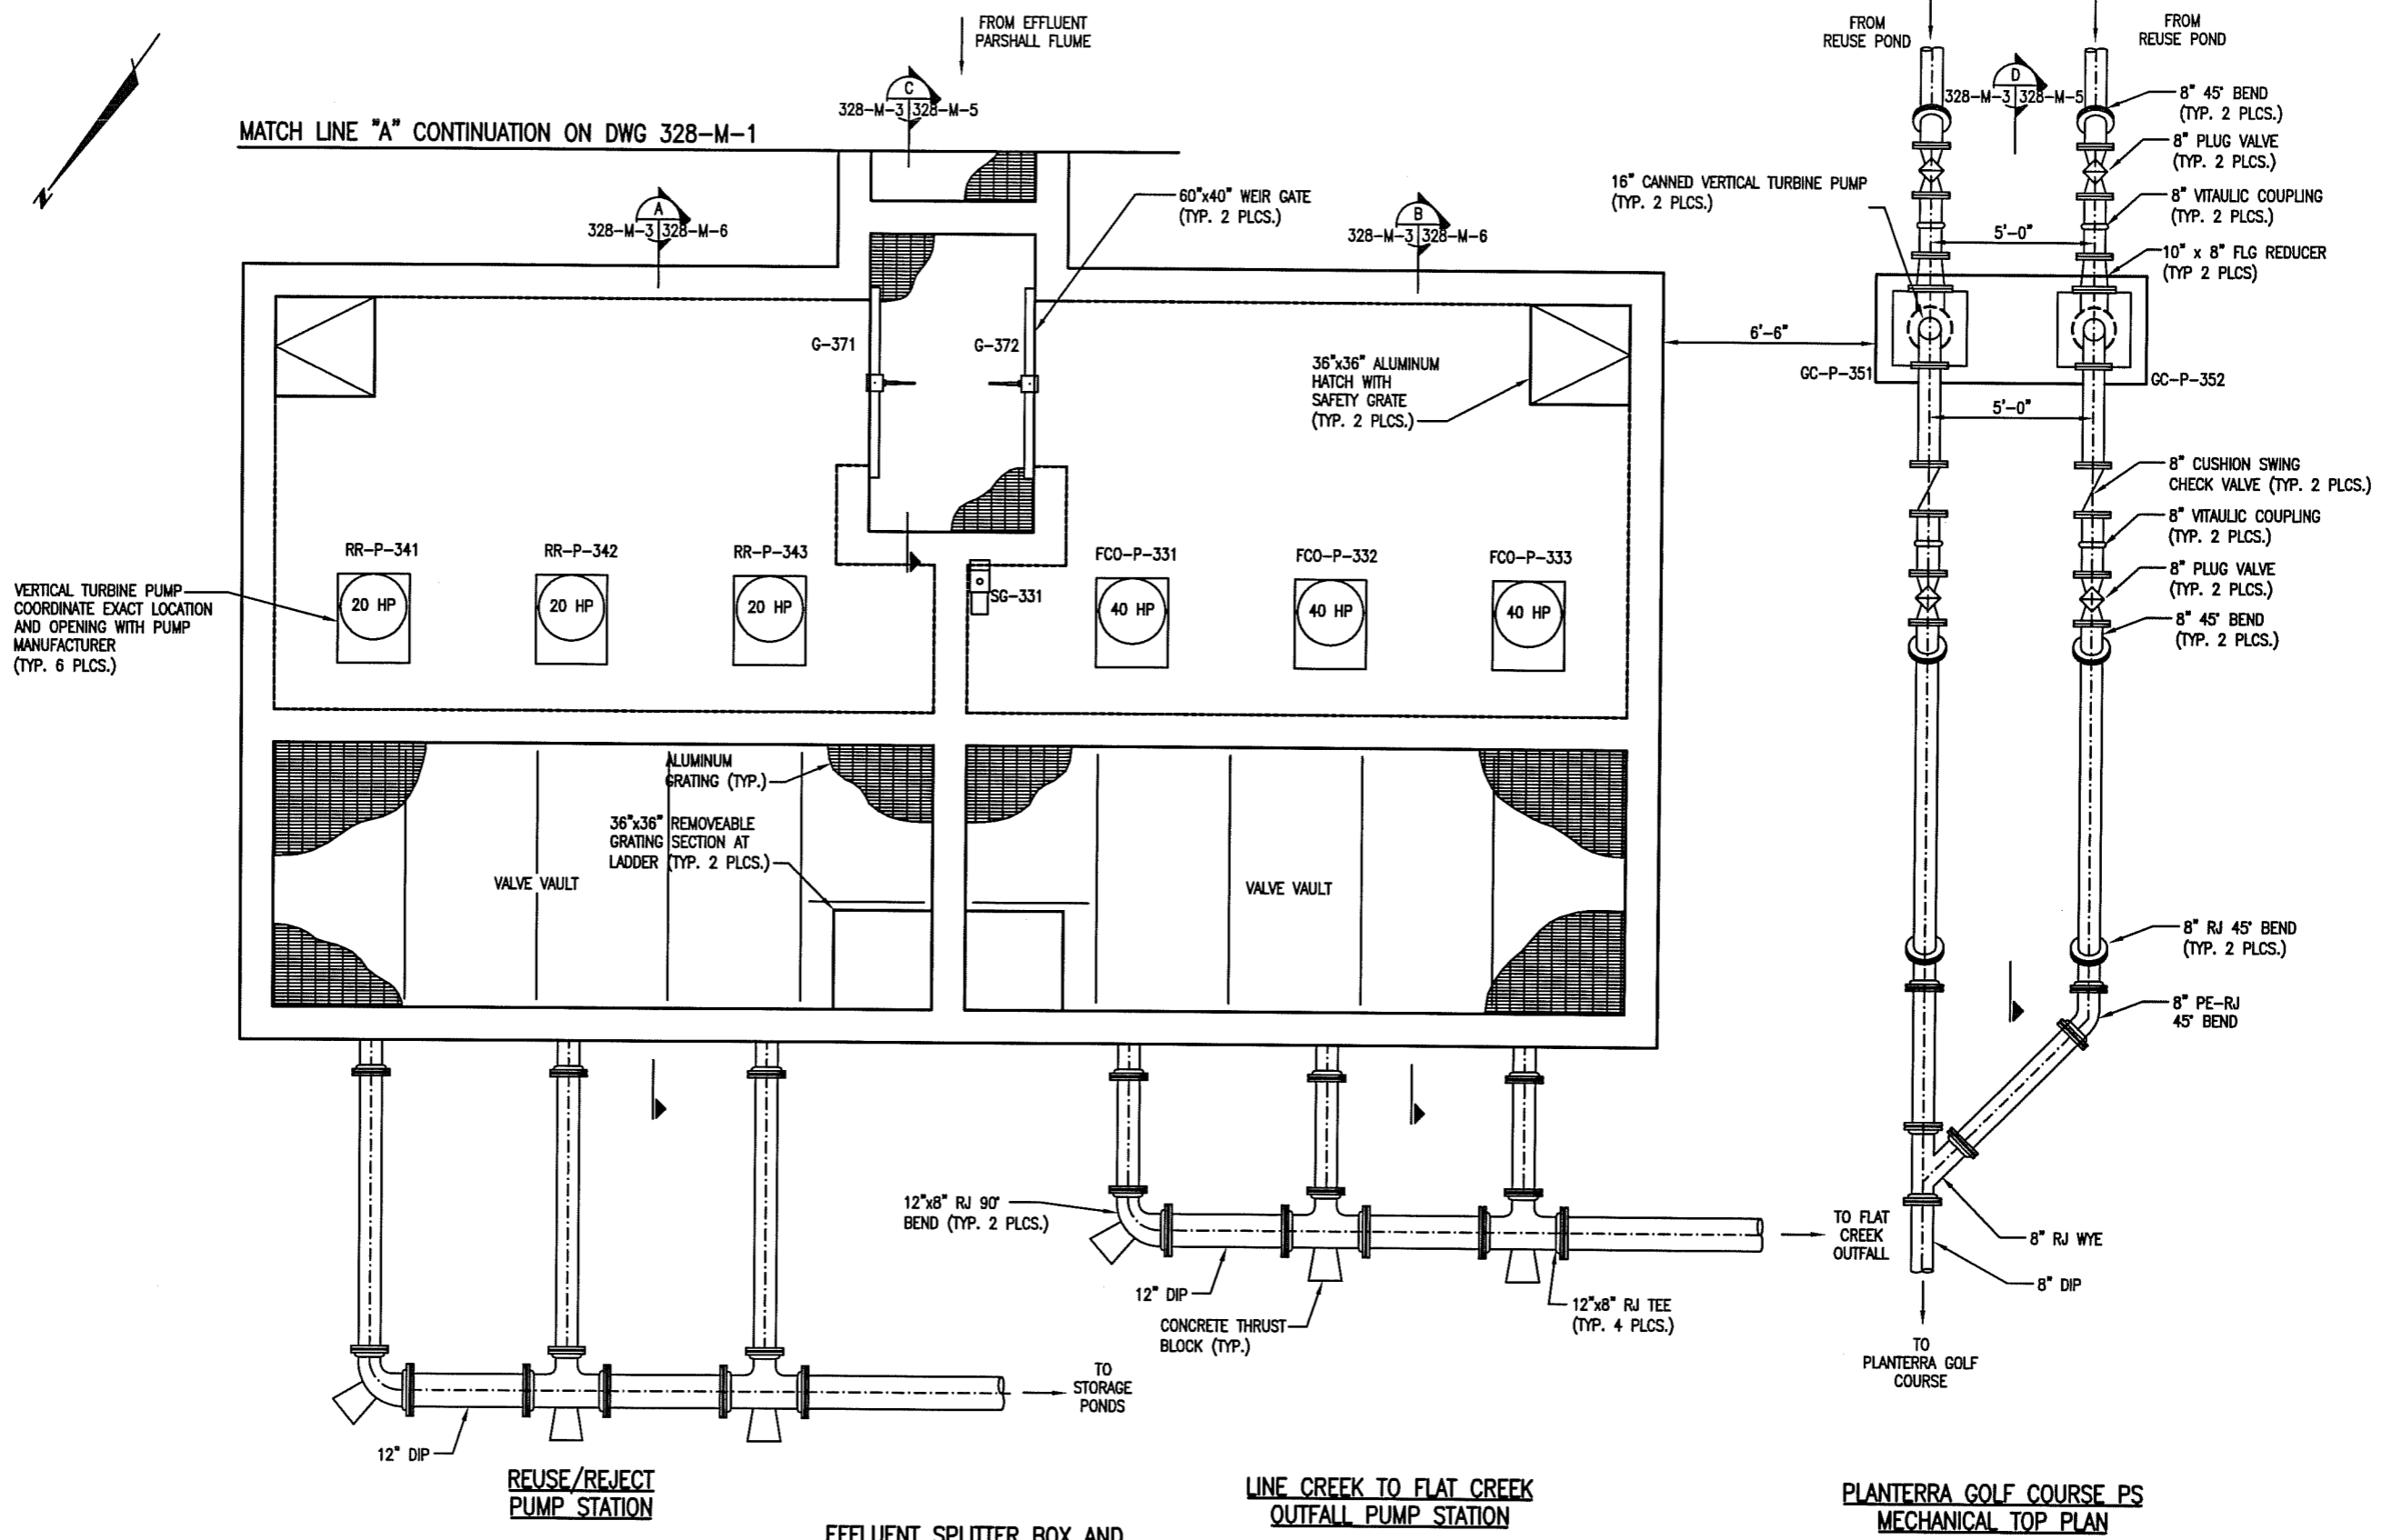 FROM EFFLUENT
PARSHALL FLUME
C
328-M-3 328-M-5
MATCH LINE "A" CONTINUATION ON DWG 328-M-1
N
A
328-M-3 328-M-6
60"x40" WEIR GATE
(TYP. 2 PLCS.)
B
328-M-3 328-M-6
G-371
G-372
36"x36" ALUMINUM
HATCH WITH
SAFETY GRATE
(TYP. 2 PLCS.)
6'-6"
RR-P-341
RR-P-342
RR-P-343
FCO-P-331
FCO-P-332
FCO-P-333
20 HP
20 HP
20 HP
SG-331
40 HP
40 HP
40 HP
VERTICAL TURBINE PUMP
COORDINATE EXACT LOCATION
AND OPENING WITH PUMP
MANUFACTURER
(TYP. 6 PLCS.)
ALUMINUM
GRATING (TYP.)
36"x36" REMOVEABLE
GRATING SECTION AT
LADDER (TYP. 2 PLCS.)
VALVE VAULT
VALVE VAULT
12"x8" RJ 90°
BEND (TYP. 2 PLCS.)
12" DIP
CONCRETE THRUST
BLOCK (TYP.)
12"x8" RJ TEE
(TYP. 4 PLCS.)
TO FLAT
CREEK
OUTFALL
TO
STORAGE
PONDS
12" DIP
REUSE/REJECT
PUMP STATION
LINE CREEK TO FLAT CREEK
OUTFALL PUMP STATION
EFFLUENT SPLITTER BOX AND
FROM
REUSE POND
FROM
REUSE POND
D
328-M-3 328-M-5
8" 45° BEND
(TYP. 2 PLCS.)
8" PLUG VALVE
(TYP. 2 PLCS.)
16" CANNED VERTICAL TURBINE PUMP
(TYP. 2 PLCS.)
8" VITAULIC COUPLING
(TYP. 2 PLCS.)
5'-0"
10" x 8" FLG REDUCER
(TYP 2 PLCS)
GC-P-351
GC-P-352
5'-0"
8" CUSHION SWING
CHECK VALVE (TYP. 2 PLCS.)
8" VITAULIC COUPLING
(TYP. 2 PLCS.)
8" PLUG VALVE
(TYP. 2 PLCS.)
8" 45° BEND
(TYP. 2 PLCS.)
8" RJ 45° BEND
(TYP. 2 PLCS.)
8" PE-RJ
45° BEND
8" RJ WYE
8" DIP
TO
PLANTERRA GOLF
COURSE
PLANTERRA GOLF COURSE PS
MECHANICAL TOP PLAN